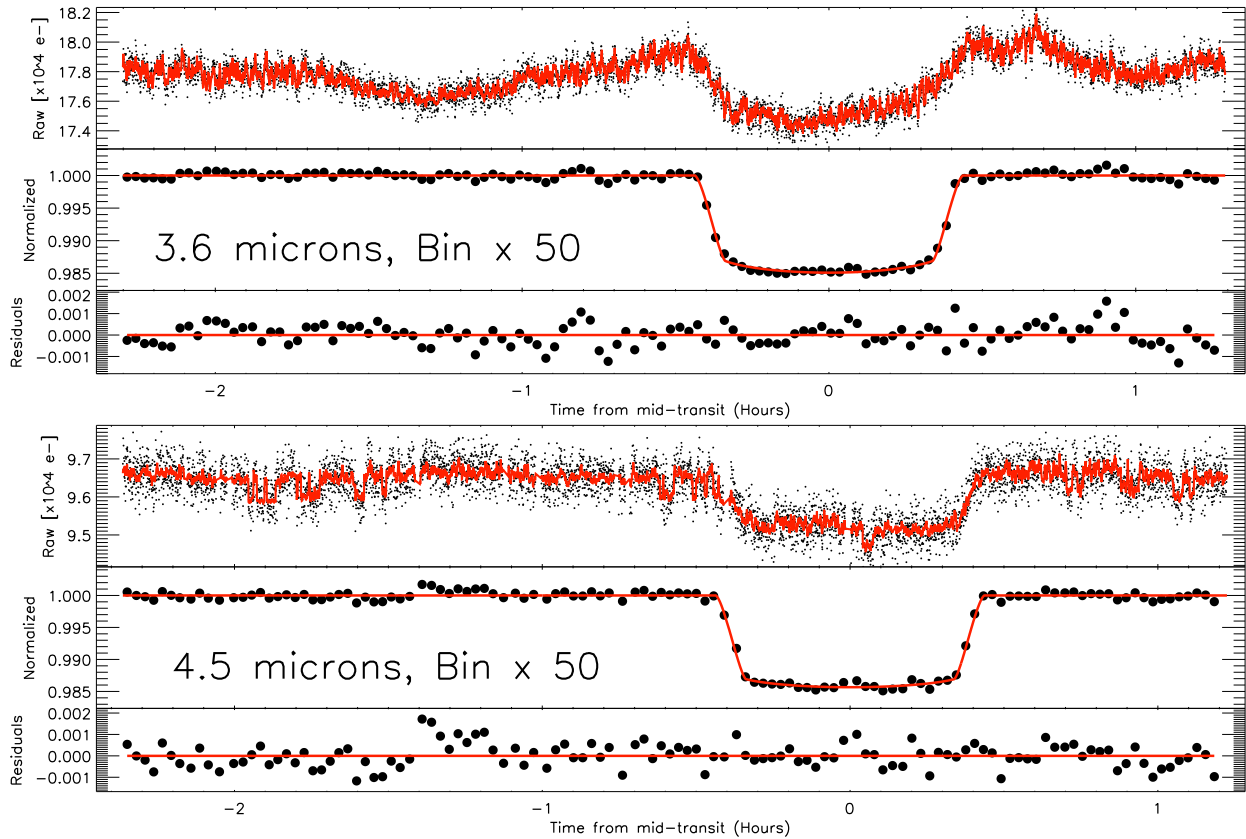 18.2
18.0
17.8
17.6
17.4
Raw [x10^4 e-]
1.000
0.995
0.990
0.985
Normalized
3.6 microns, Bin x 50
0.002
0.001
0.000
-0.001
Residuals
-2 -1 0 1
Time from mid-transit (Hours)
9.7
9.6
9.5
Raw [x10^4 e-]
1.000
0.995
0.990
0.985
Normalized
4.5 microns, Bin x 50
0.002
0.001
0.000
-0.001
Residuals
-2 -1 0 1
Time from mid-transit (Hours)